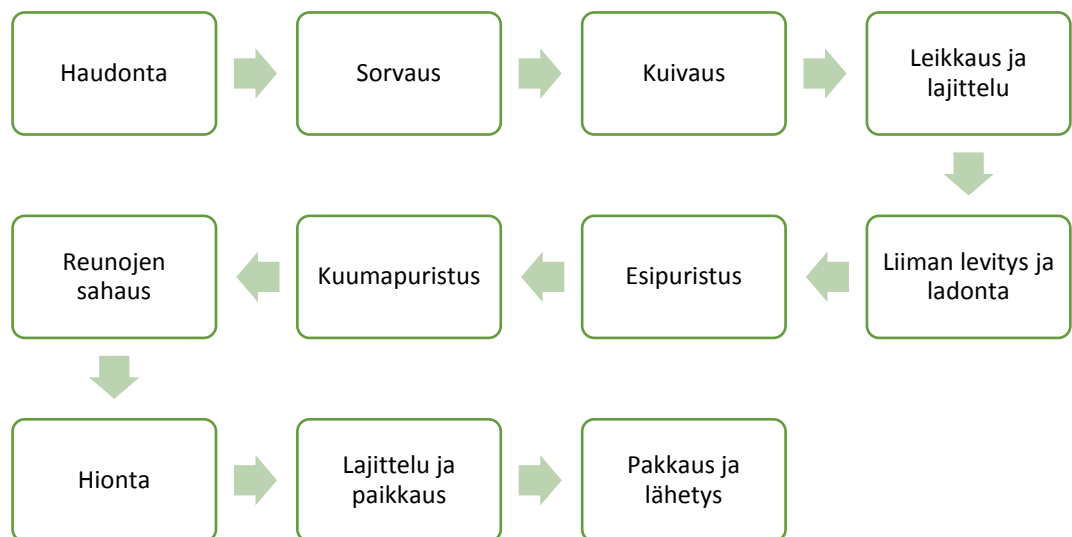 Haudonta
Sorvaus
Kuivaus
Leikkaus ja
lajittelu
Liiman levitys ja
ladonta
Esipuristus
Kuumapuristus
Reunojen
sahaus
Hionta
Lajittelu ja
paikkaus
Pakkaus ja
lähetys